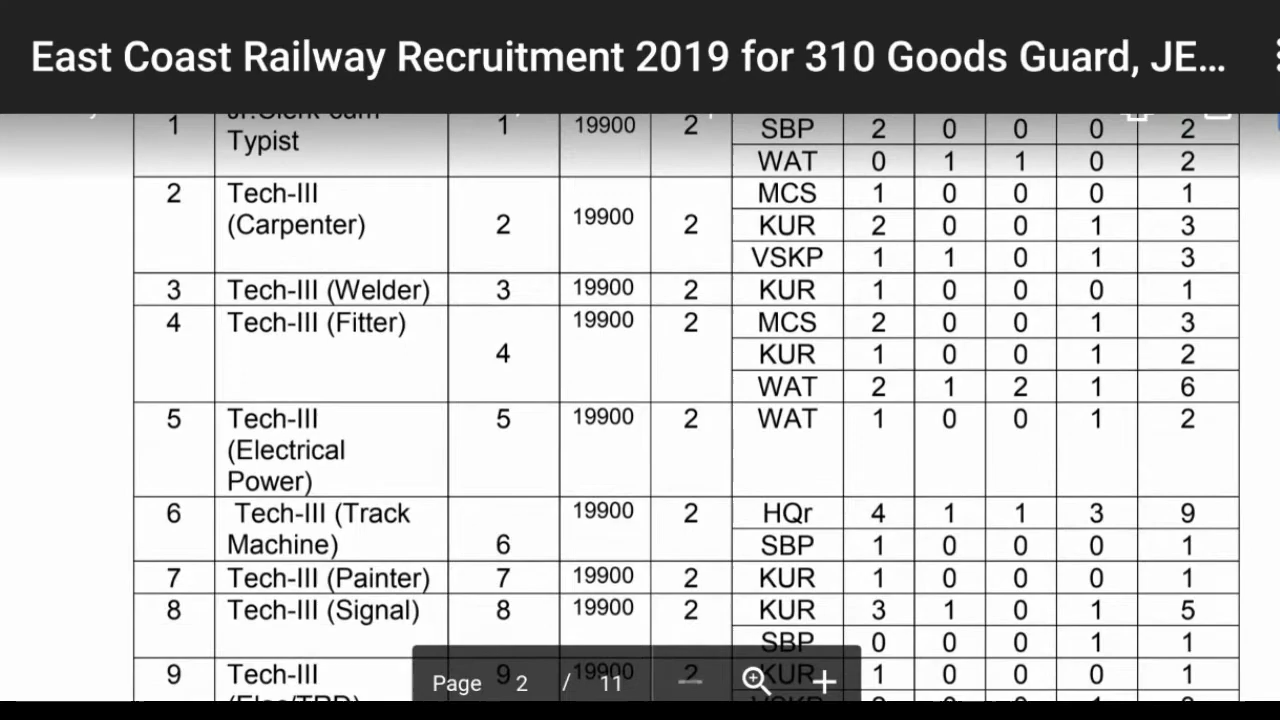 East Coast Railway Recruitment 2019 for 310 Goods Guard, JE...
1 Typist 1 19900 2 SBP 2 0 0 0 2
WAT 0 1 1 0 2
2 Tech-III (Carpenter) 2 19900 2 MCS 1 0 0 0 1
KUR 2 0 0 1 3
VSKP 1 1 0 1 3
3 Tech-III (Welder) 3 19900 2 KUR 1 0 0 0 1
4 Tech-III (Fitter) 4 19900 2 MCS 2 0 0 1 3
KUR 1 0 0 1 2
WAT 2 1 2 1 6
5 Tech-III 5 19900 2 WAT 1 0 0 1 2
(Electrical
Power)
6 Tech-III (Track 19900 2 HQr 4 1 1 3 9
Machine) 6 SBP 1 0 0 0 1
7 Tech-III (Painter) 7 19900 2 KUR 1 0 0 0 1
8 Tech-III (Signal) 8 19900 2 KUR 3 1 0 1 5
SBP 0 0 0 1 1
9 Tech-III 9 19900 2 KUR 1 0 0 0 1
Page 2 / 11